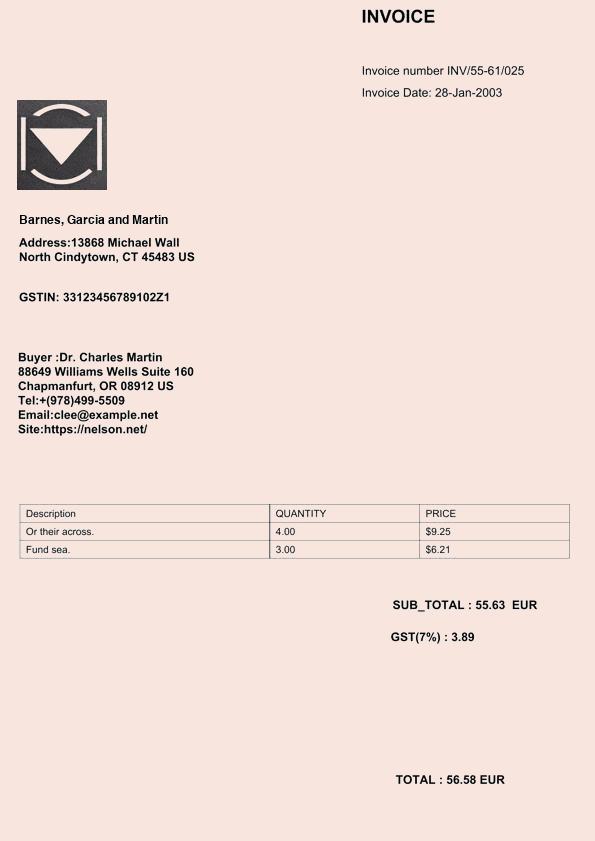 INVOICE
Invoice number INV/55-61/025
Invoice Date: 28-Jan-2003
Barnes, Garcia and Martin
Address:13868 Michael Wall
North Cindytown, CT 45483 US
GSTIN: 33123456789102Z1
Buyer :Dr. Charles Martin
88649 Williams Wells Suite 160
Chapmanfurt, OR 08912 US
Tel:+(978)499-5509
Email:clee@example.net
Site:https://nelson.net/
Description QUANTITY PRICE
Or their across. 4.00 $9.25
Fund sea. 3.00 $6.21
SUB_TOTAL : 55.63 EUR
GST(7%) : 3.89
TOTAL : 56.58 EUR